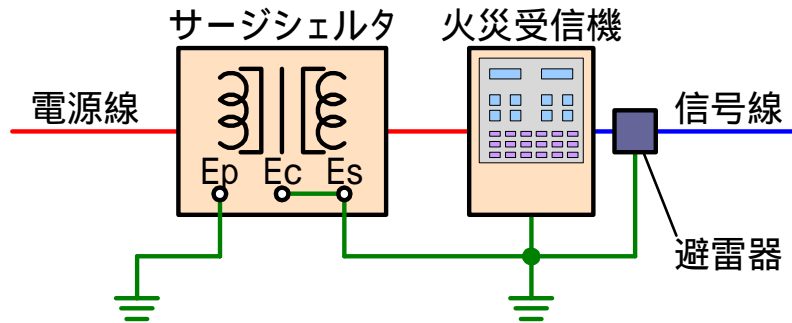 サージシェルタ
火災受信機
電源線
信号線
Ep Ec Es
避雷器